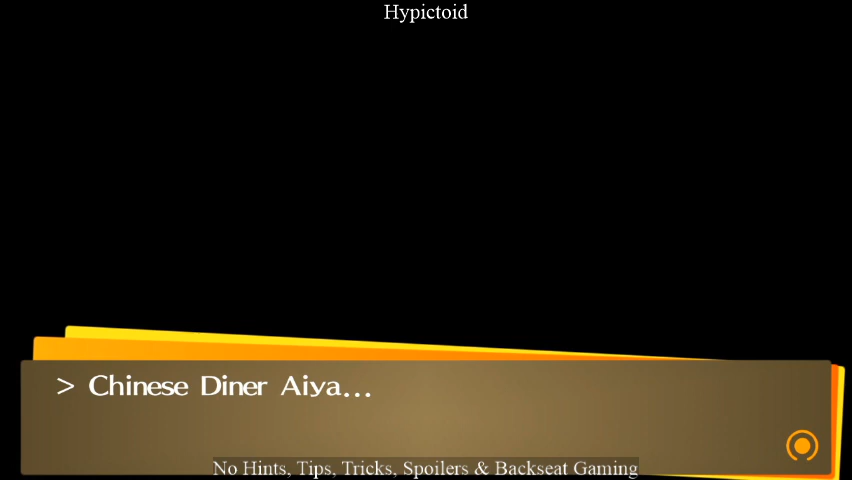 Hypictoid
> Chinese Diner Aiya...
No Hints, Tips, Tricks, Spoilers & Backseat Gaming